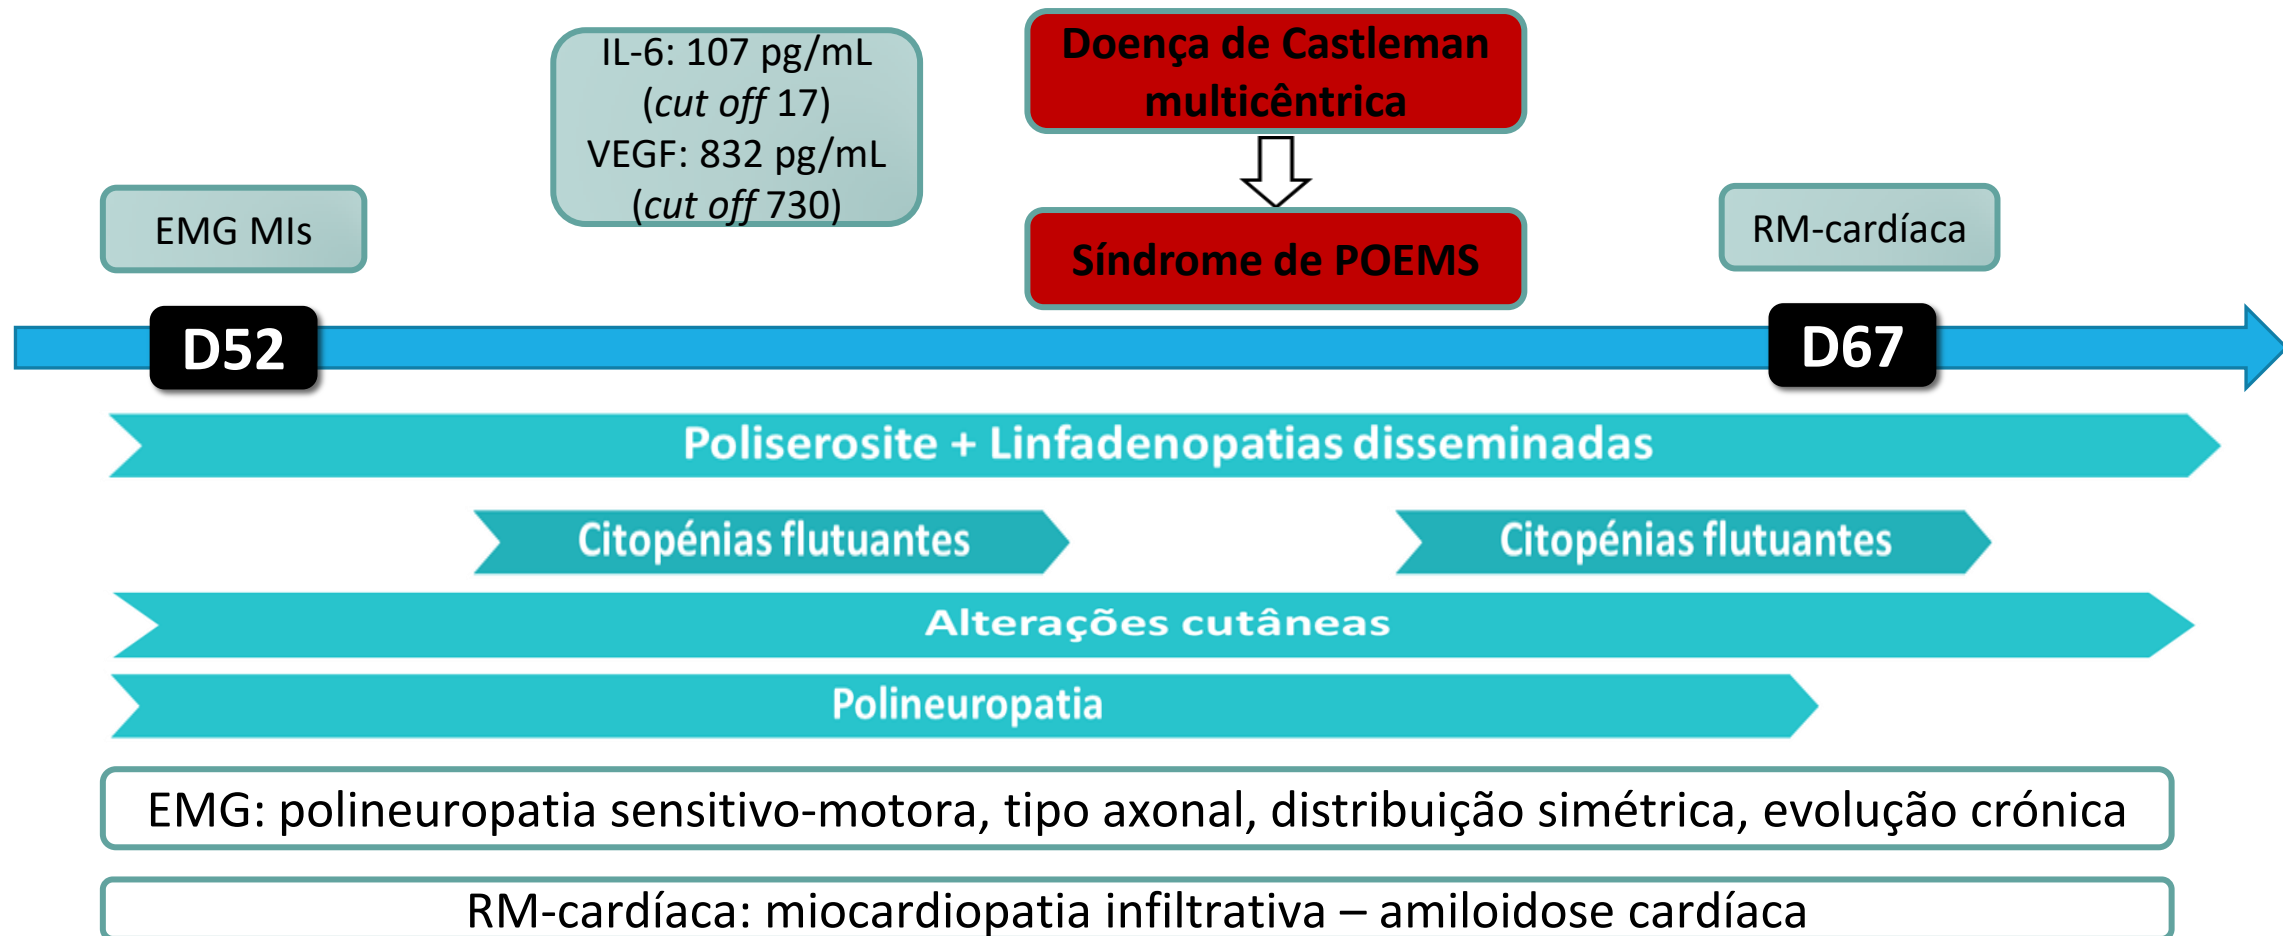 IL-6: 107 pg/mL
(cut off 17)
VEGF: 832 pg/mL
(cut off 730)
Doença de Castleman
multicêntrica
Síndrome de POEMS
EMG MIs
RM-cardíaca
D52
D67
Poliserosite + Linfadenopatias disseminadas
Citopénias flutuantes
Citopénias flutuantes
Alterações cutâneas
Polineuropatia
EMG: polineuropatia sensitivo-motora, tipo axonal, distribuição simétrica, evolução crónica
RM-cardíaca: miocardiopatia infiltrativa – amiloidose cardíaca